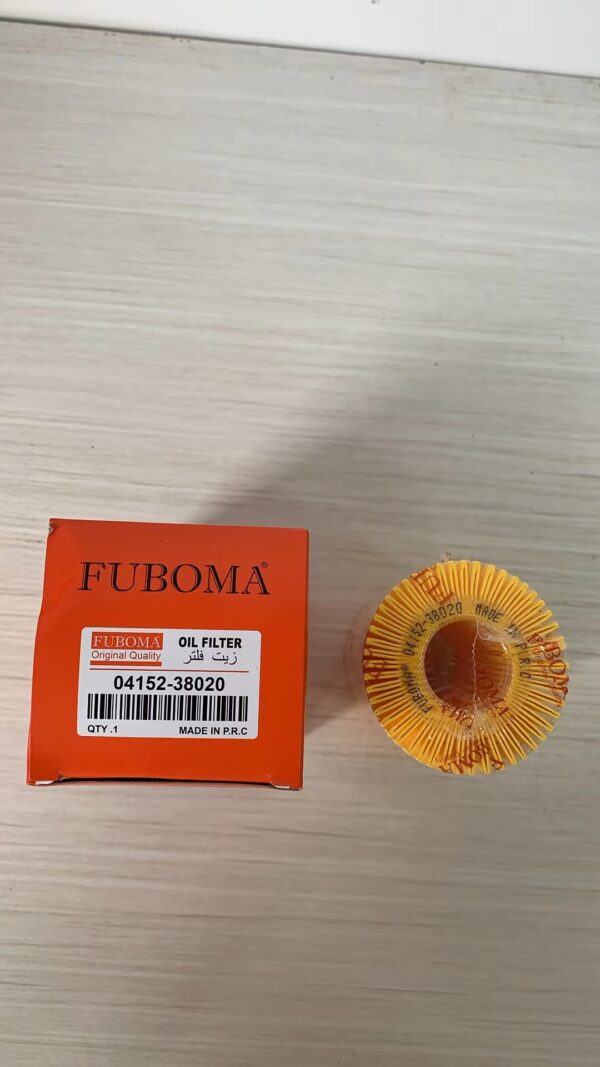 FUBOMA®
FUBOMA
Original Quality
OIL FILTER
زيت فلتر
04152-38020
QTY .1
MADE IN P.R.C
FUBOMA® 04152-38020 MADE IN P.R.C
FUBOMA